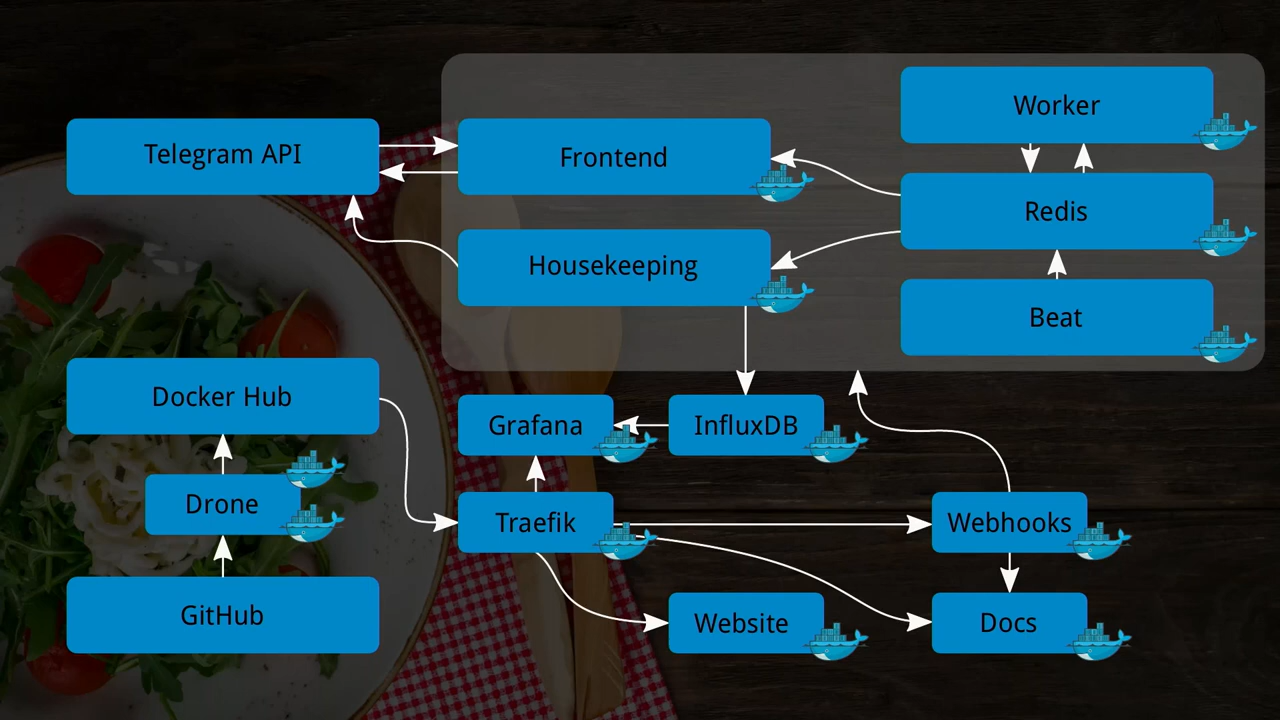 Worker
Telegram API
Frontend
Redis
Housekeeping
Beat
Docker Hub
Grafana
InfluxDB
Drone
Traefik
Webhooks
GitHub
Website
Docs